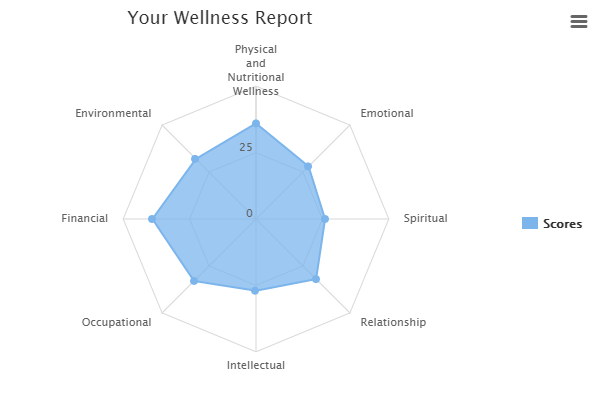 Your Wellness Report
Physical
and
Nutritional
Wellness
Environmental
Emotional
25
Financial
0
Spiritual
Scores
Occupational
Relationship
Intellectual